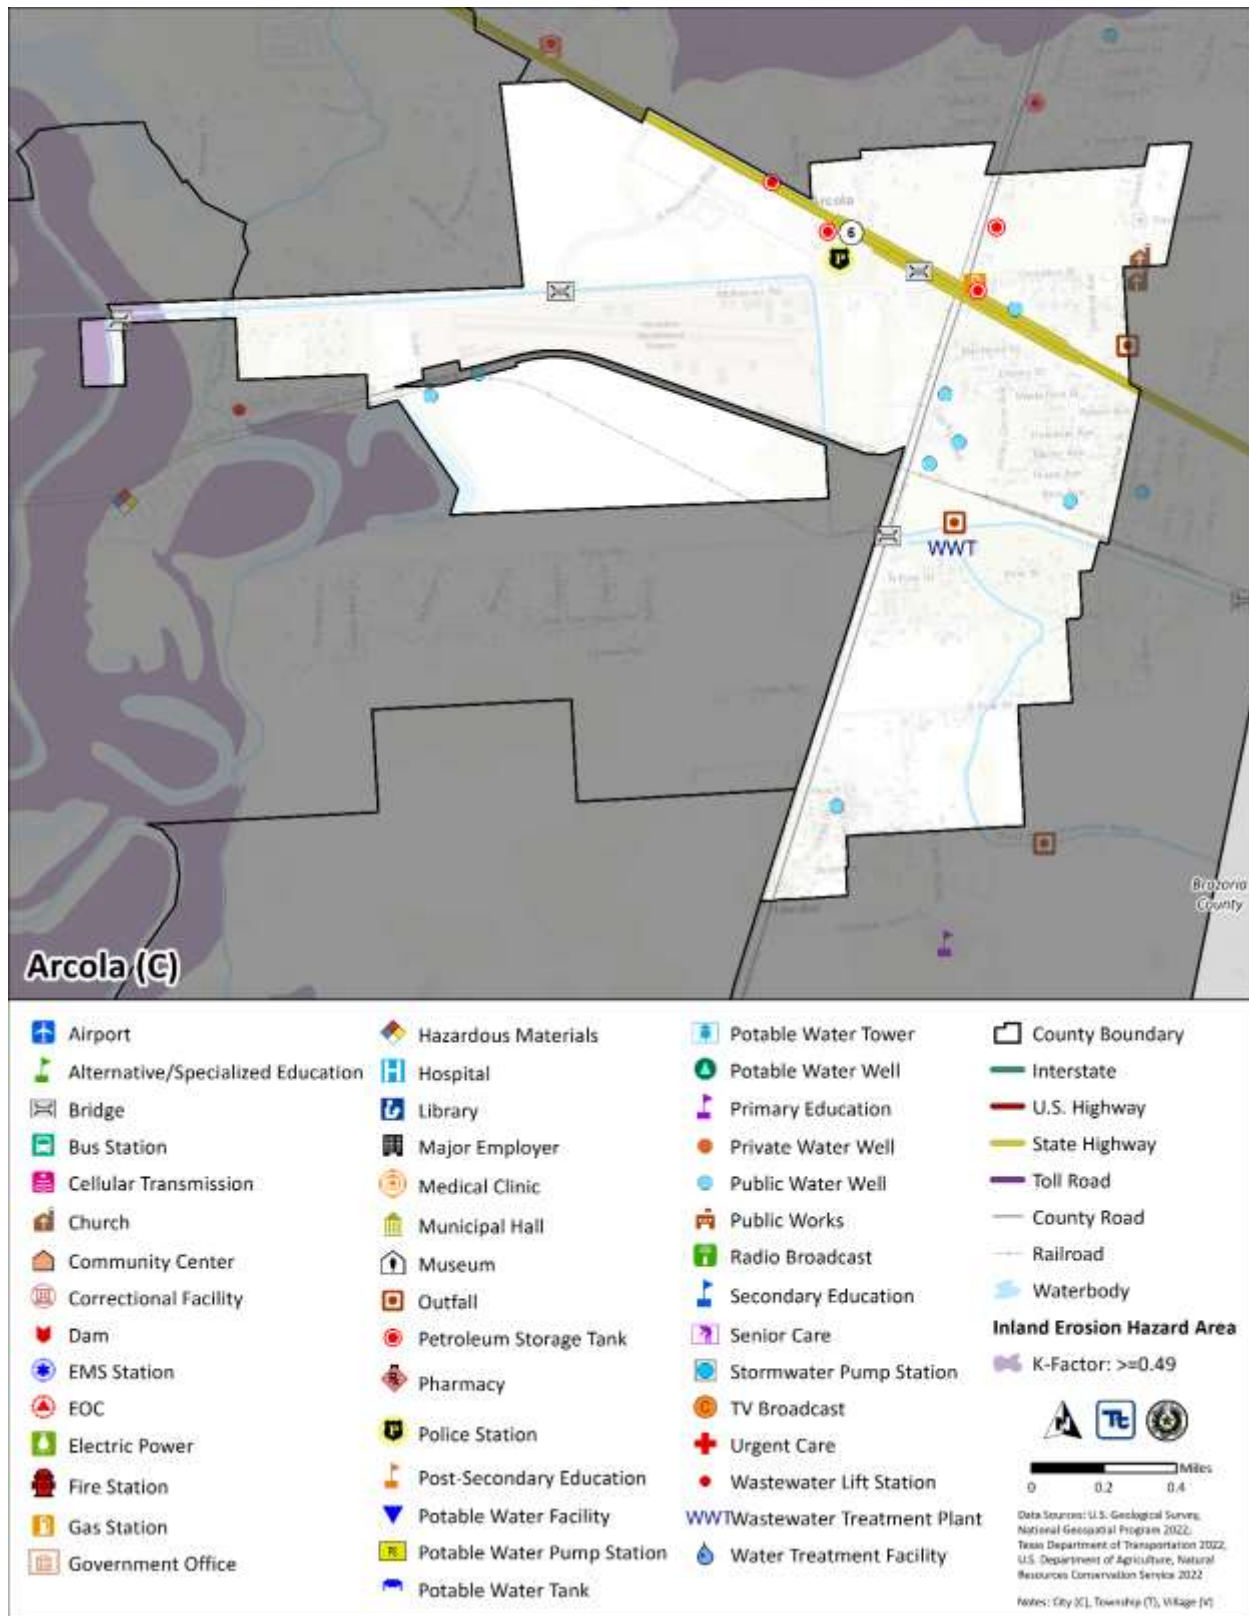 Arcola
6
WWT
Brazoria
County
Arcola (C)
Airport
Alternative/Specialized Education
Bridge
Bus Station
Cellular Transmission
Church
Community Center
Correctional Facility
Dam
EMS Station
EOC
Electric Power
Fire Station
Gas Station
Government Office
Hazardous Materials
Hospital
Library
Major Employer
Medical Clinic
Municipal Hall
Museum
Outfall
Petroleum Storage Tank
Pharmacy
Police Station
Post-Secondary Education
Potable Water Facility
PS Potable Water Pump Station
Potable Water Tank
Potable Water Tower
Potable Water Well
Primary Education
Private Water Well
Public Water Well
Public Works
Radio Broadcast
Secondary Education
Senior Care
Stormwater Pump Station
C TV Broadcast
Urgent Care
Wastewater Lift Station
WWT Wastewater Treatment Plant
Water Treatment Facility
County Boundary
Interstate
U.S. Highway
State Highway
Toll Road
County Road
Railroad
Waterbody
Inland Erosion Hazard Area
K-Factor: >=0.49
Miles
0 0.2 0.4
Data Sources: U.S. Geological Survey,
National Geospatial Program 2022;
Texas Department of Transportation 2022,
U.S. Department of Agriculture, Natural
Resources Conservation Service 2022
Notes: City (C), Township (T), Village (V)